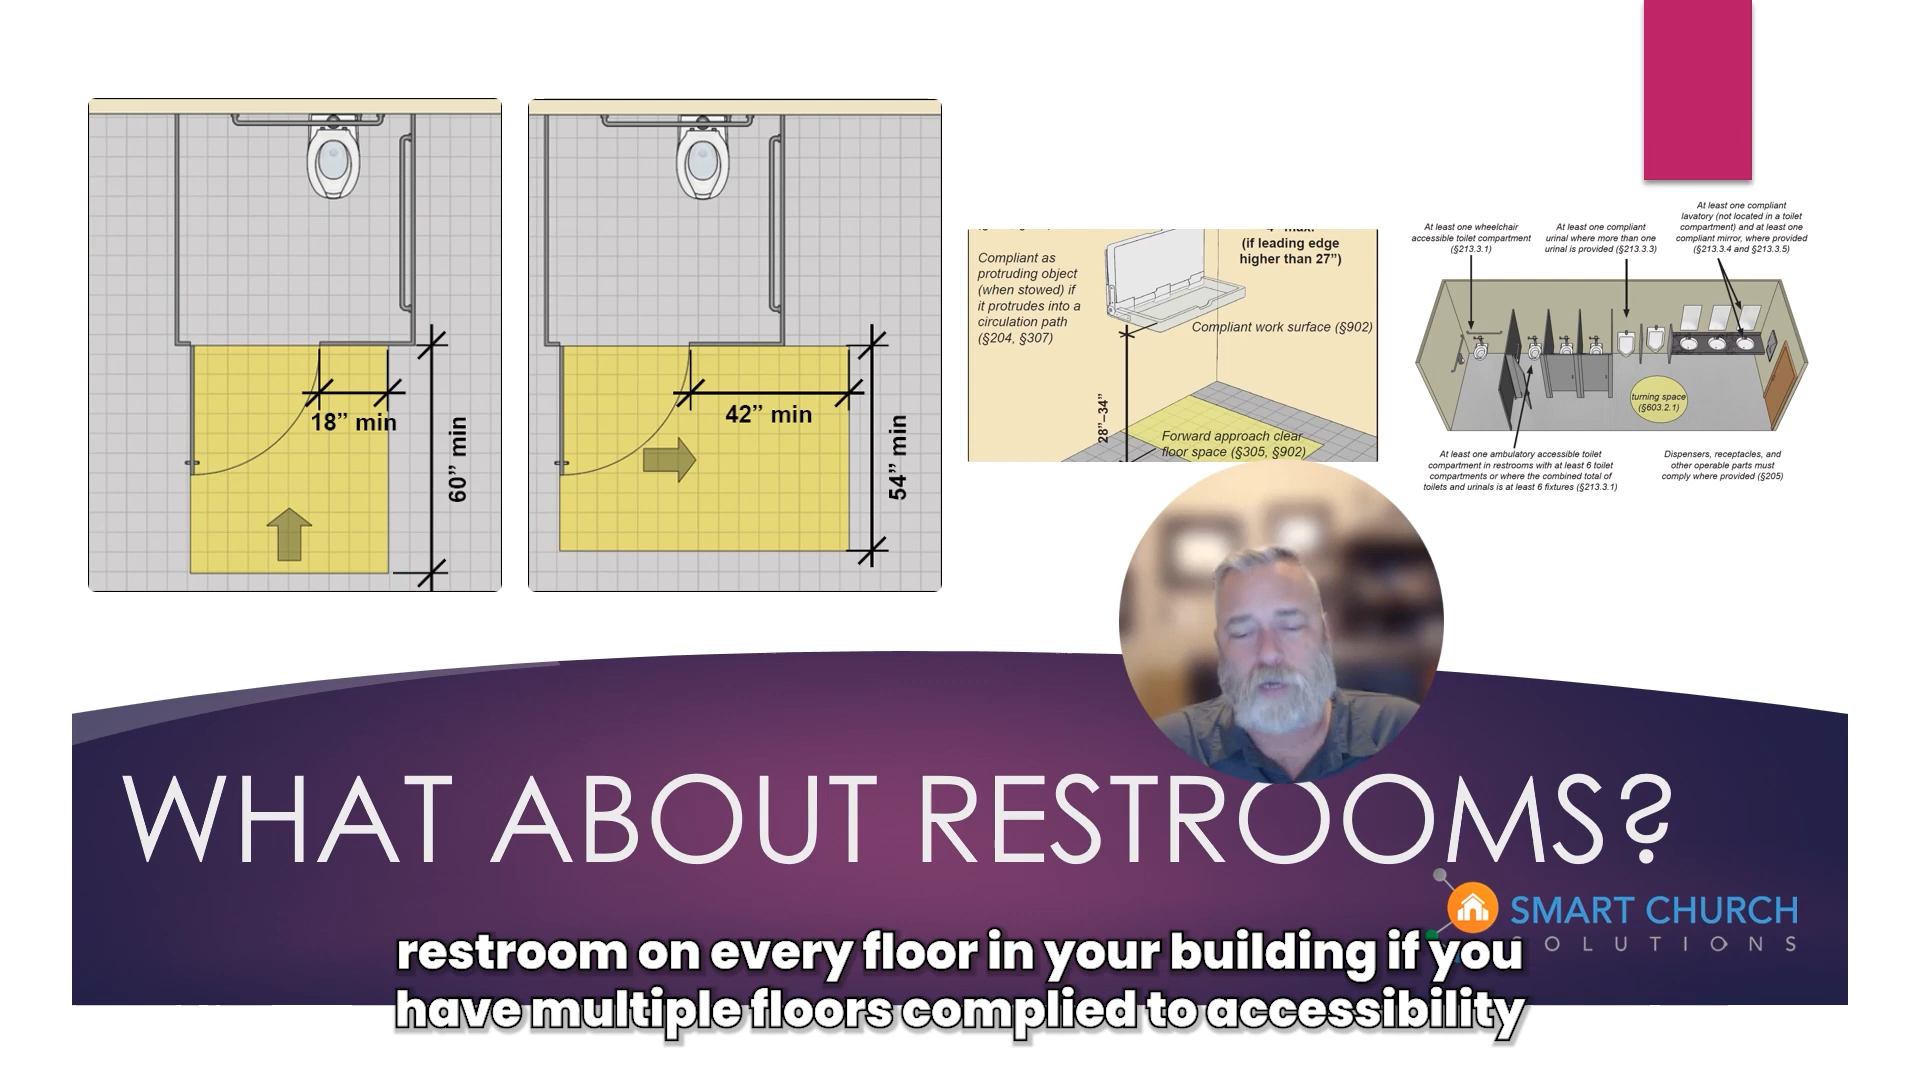 18” min
60” min
42” min
54” min
Compliant as
protruding object
(when stowed) if
it protrudes into a
circulation path
(§204, §307)
4” max.
(if leading edge
higher than 27”)
Compliant work surface (§902)
28”–34”
Forward approach clear
floor space (§305, §902)
At least one wheelchair
accessible toilet compartment
(§213.3.1)
At least one compliant
urinal where more than one
urinal is provided (§213.3.3)
At least one compliant
lavatory (not located in a toilet
compartment) and at least one
compliant mirror, where provided
(§213.3.4 and §213.3.5)
turning space
(§603.2.1)
At least one ambulatory accessible toilet
compartment in restrooms with at least 6 toilet
compartments or where the combined total of
toilets and urinals is at least 6 fixtures (§213.3.1)
Dispensers, receptacles, and
other operable parts must
comply where provided (§205)
WHAT ABOUT RESTROOMS?
SMART CHURCH
SOLUTIONS
restroom on every floor in your building if you
have multiple floors complied to accessibility